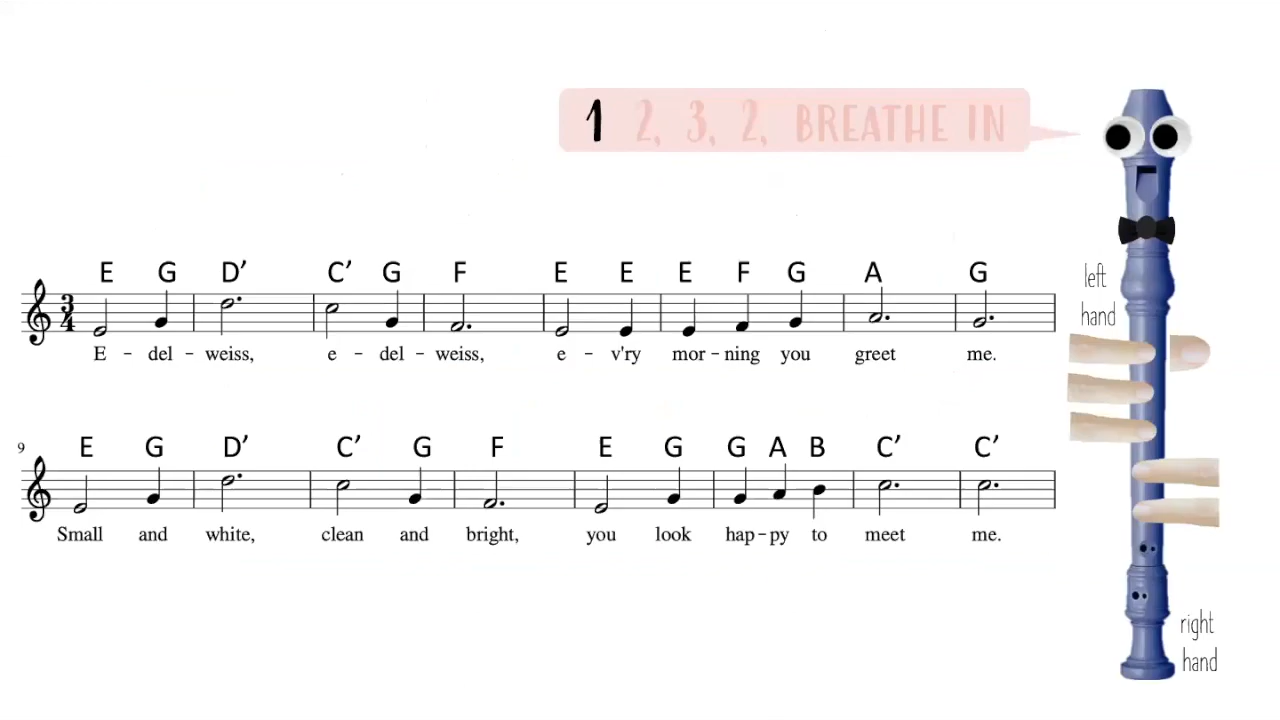 1 2, 3, 2, BREATHE IN
E G D’ C’ G F E E E F G A G
left
hand
3
4
E - del - weiss, e - del - weiss, e - v'ry mor - ning you greet me.
9
E G D’ C’ G F E G G A B C’ C’
Small and white, clean and bright, you look hap - py to meet me.
right
hand